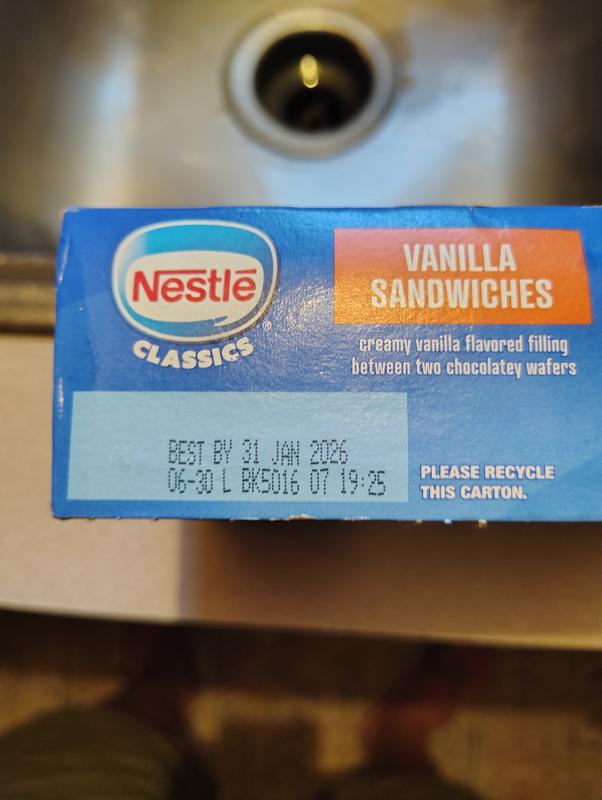 Nestlé
CLASSICS
VANILLA
SANDWICHES
creamy vanilla flavored filling
between two chocolatey wafers
BEST BY 31 JAN 2026
06-30 L BK5016 07 19:25
PLEASE RECYCLE
THIS CARTON.